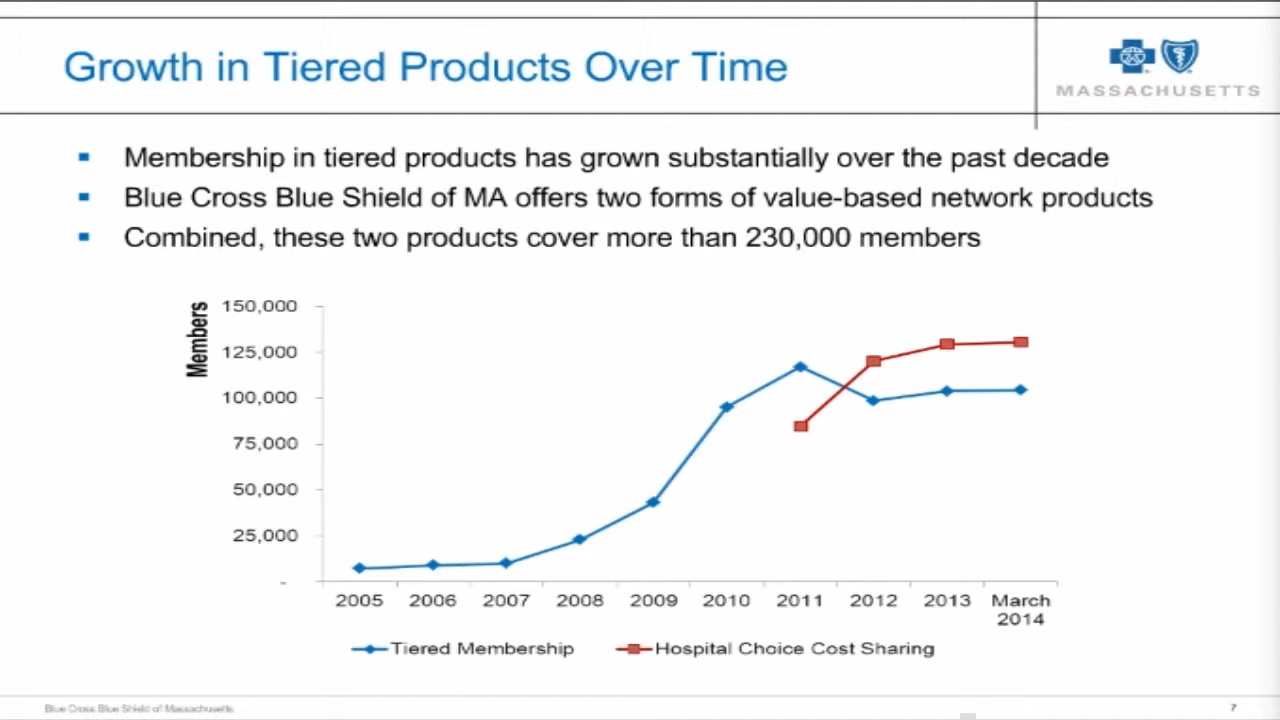 Growth in Tiered Products Over Time
MASSACHUSETTS
Membership in tiered products has grown substantially over the past decade
Blue Cross Blue Shield of MA offers two forms of value-based network products
Combined, these two products cover more than 230,000 members
Members
150,000
125,000
100,000
75,000
50,000
25,000
-
2005 2006 2007 2008 2009 2010 2011 2012 2013 March
2014
Tiered Membership Hospital Choice Cost Sharing
Blue Cross Blue Shield of Massachusetts 7